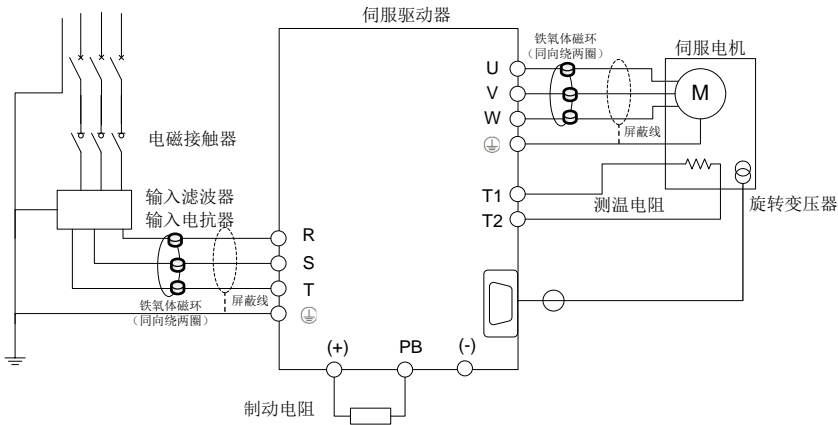 伺服驱动器
铁氧体磁环
（同向绕两圈）
伺服电机
U
V
W
M
屏蔽线
电磁接触器
T1
T2
测温电阻
旋转变压器
输入滤波器
输入电抗器
R
S
T
屏蔽线
铁氧体磁环
（同向绕两圈）
(+)
PB
(-)
制动电阻